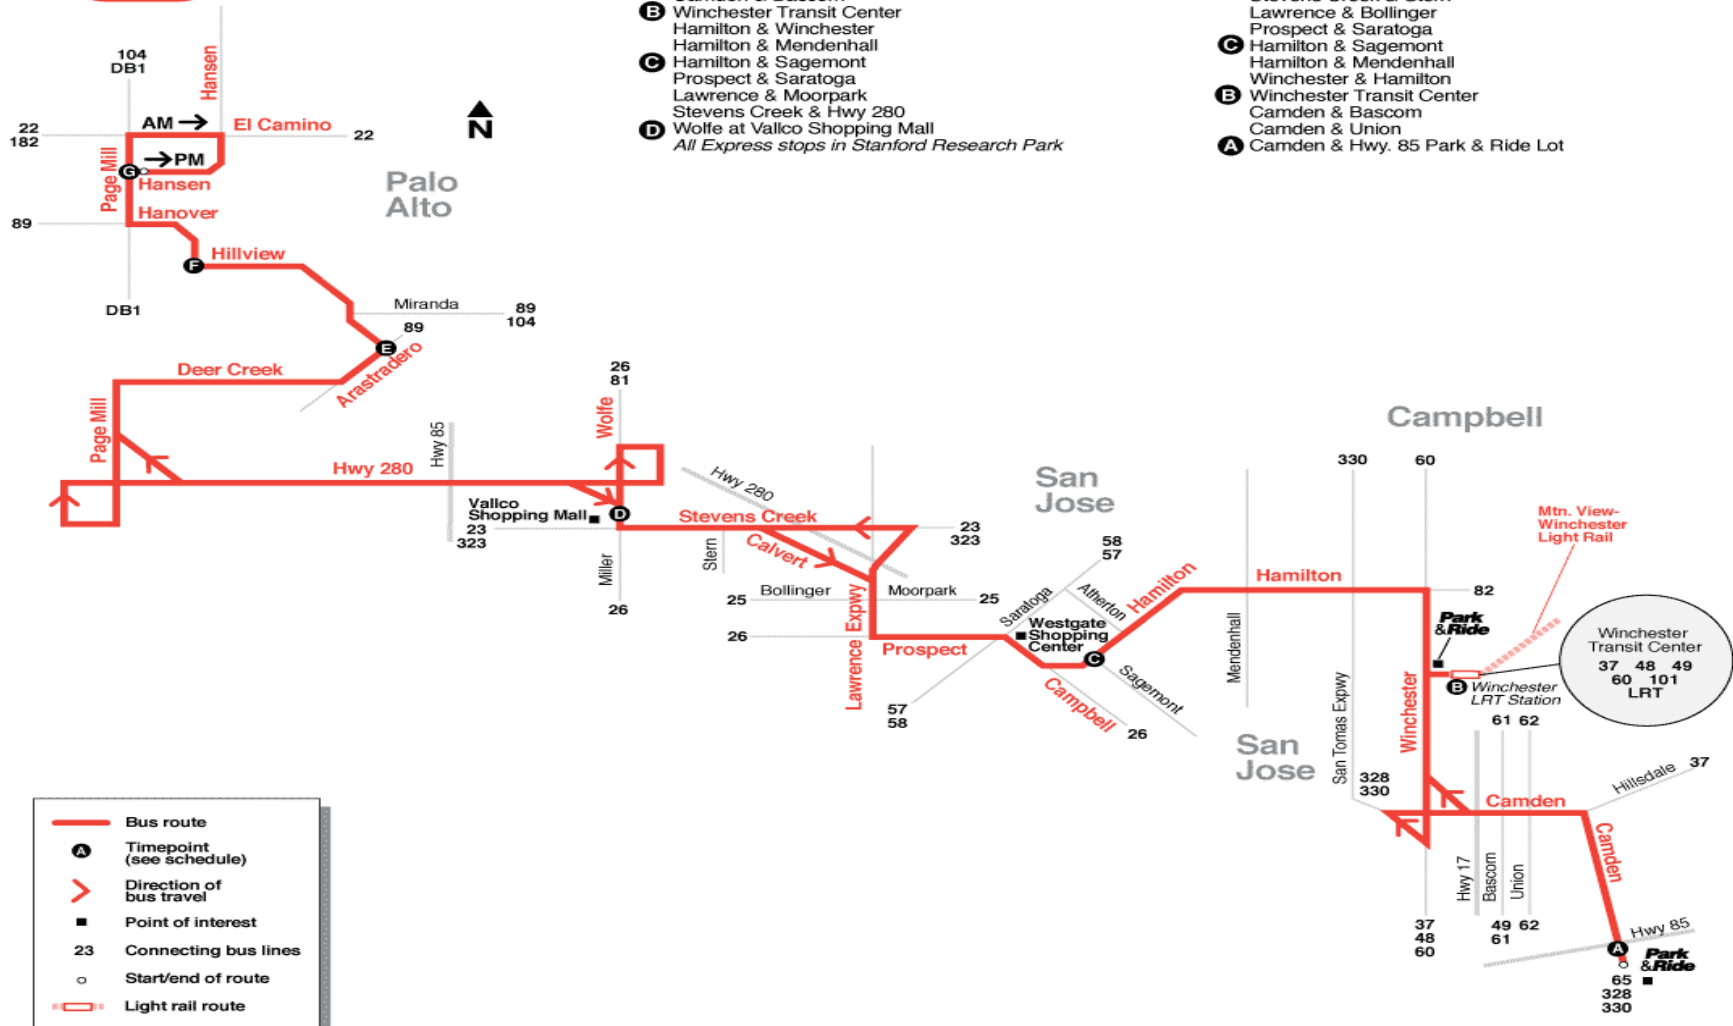 B Winchester Transit Center
Hamilton & Winchester
Hamilton & Mendenhall
C Hamilton & Sagemont
Prospect & Saratoga
Lawrence & Moorpark
Stevens Creek & Hwy 280
D Wolfe at Vallco Shopping Mall
All Express stops in Stanford Research Park
Lawrence & Bollinger
Prospect & Saratoga
C Hamilton & Sagemont
Hamilton & Mendenhall
Winchester & Hamilton
B Winchester Transit Center
Camden & Bascom
Camden & Union
A Camden & Hwy. 85 Park & Ride Lot
104
DB1
Hansen
AM
El Camino
22
182
22
PM
Page Mill
G
Hansen
Hanover
89
F
Hillview
DB1
Miranda
89
104
N
Palo
Alto
89
E
Arastradero
Deer Creek
Page Mill
Hwy 280
Hwy 85
26
81
Wolfe
Vallco
Shopping Mall
D
23
323
Miller
26
Stevens Creek
Hwy 280
Calvert
Stern
23
323
Bollinger
Moorpark
25
25
26
Lawrence Expwy
Prospect
57
58
San
Jose
58
57
Saratoga
Atherton
Westgate
Shopping
Center
C
Hamilton
Sagemont
Campbell
26
Hamilton
Mendenhall
Campbell
330
60
82
San Tomas Expwy
San
Jose
328
330
Mtn. View-
Winchester
Light Rail
Park
&Ride
Winchester
Transit Center
37 48 49
60 101
LRT
B Winchester
LRT Station
Winchester
61 62
Camden
Hillsdale
37
Camden
Hwy 17
Bascom
Union
37
48
60
49 62
61
Hwy 85
A
Park
&Ride
65
328
330
Bus route
A
Timepoint
(see schedule)
Direction of
bus travel
Point of interest
23 Connecting bus lines
Start/end of route
Light rail route